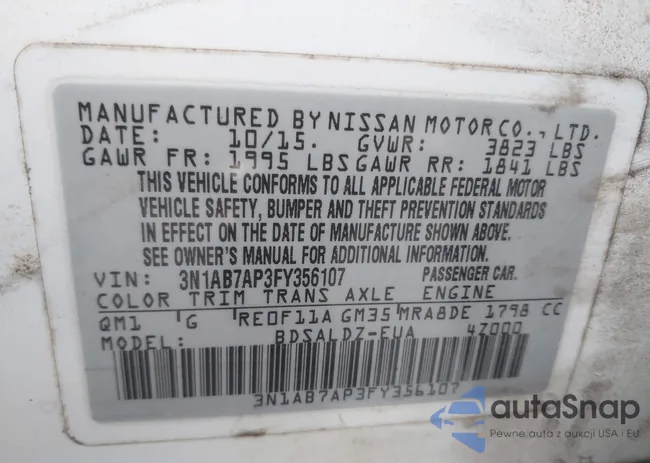 MANUFACTURED BY NISSAN MOTOR CO., LTD.
DATE: 10/15. GVWR: 3823 LBS
GAWR FR: 1995 LBS GAWR RR: 1841 LBS
THIS VEHICLE CONFORMS TO ALL APPLICABLE FEDERAL MOTOR
VEHICLE SAFETY, BUMPER AND THEFT PREVENTION STANDARDS
IN EFFECT ON THE DATE OF MANUFACTURE SHOWN ABOVE.
SEE OWNER'S MANUAL FOR ADDITIONAL INFORMATION.
VIN: 3N1AB7AP3FY356107 PASSENGER CAR.
COLOR TRIM TRANS AXLE ENGINE
QM1 G RE0F11A GM35 MRA8DE 1798 CC
MODEL: BDSALDZ-EUA 4Z000
3N1AB7AP3FY356107
autaSnap
Pewne auta z aukcji USA i EU